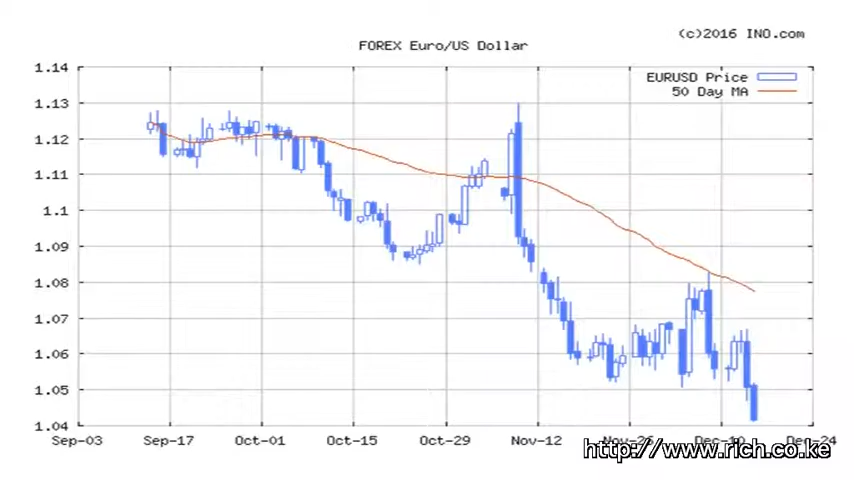 (c)2016 INO.com
FOREX Euro/US Dollar
EURUSD Price
50 Day MA
1.14
1.13
1.12
1.11
1.1
1.09
1.08
1.07
1.06
1.05
1.04
Sep-03 Sep-17 Oct-01 Oct-15 Oct-29 Nov-12 Nov-26 Dec-10 Dec-24
http://www.rich.co.ke